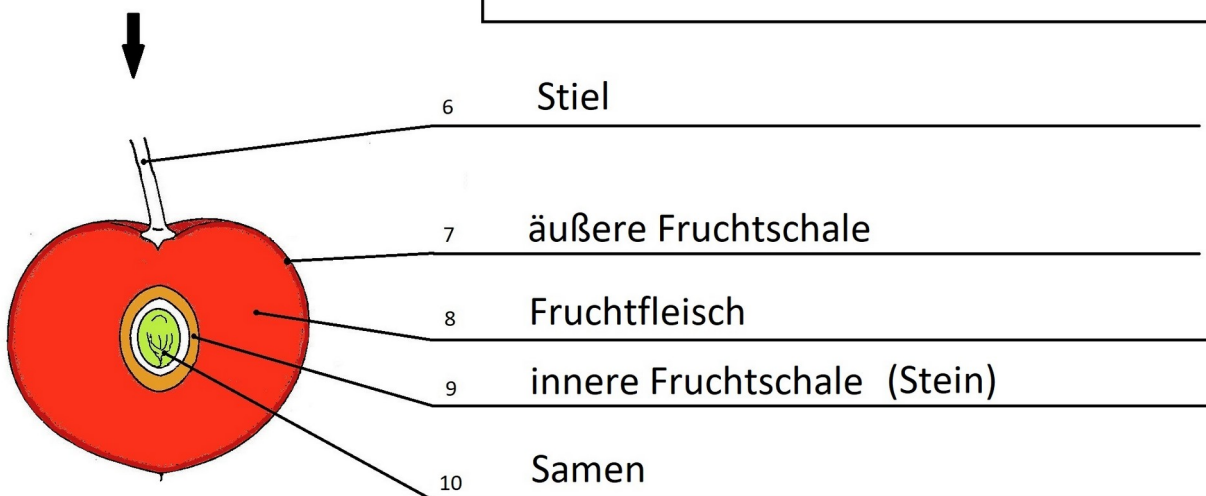 6 Stiel
7 äußere Fruchtschale
8 Fruchtfleisch
9 innere Fruchtschale (Stein)
10 Samen